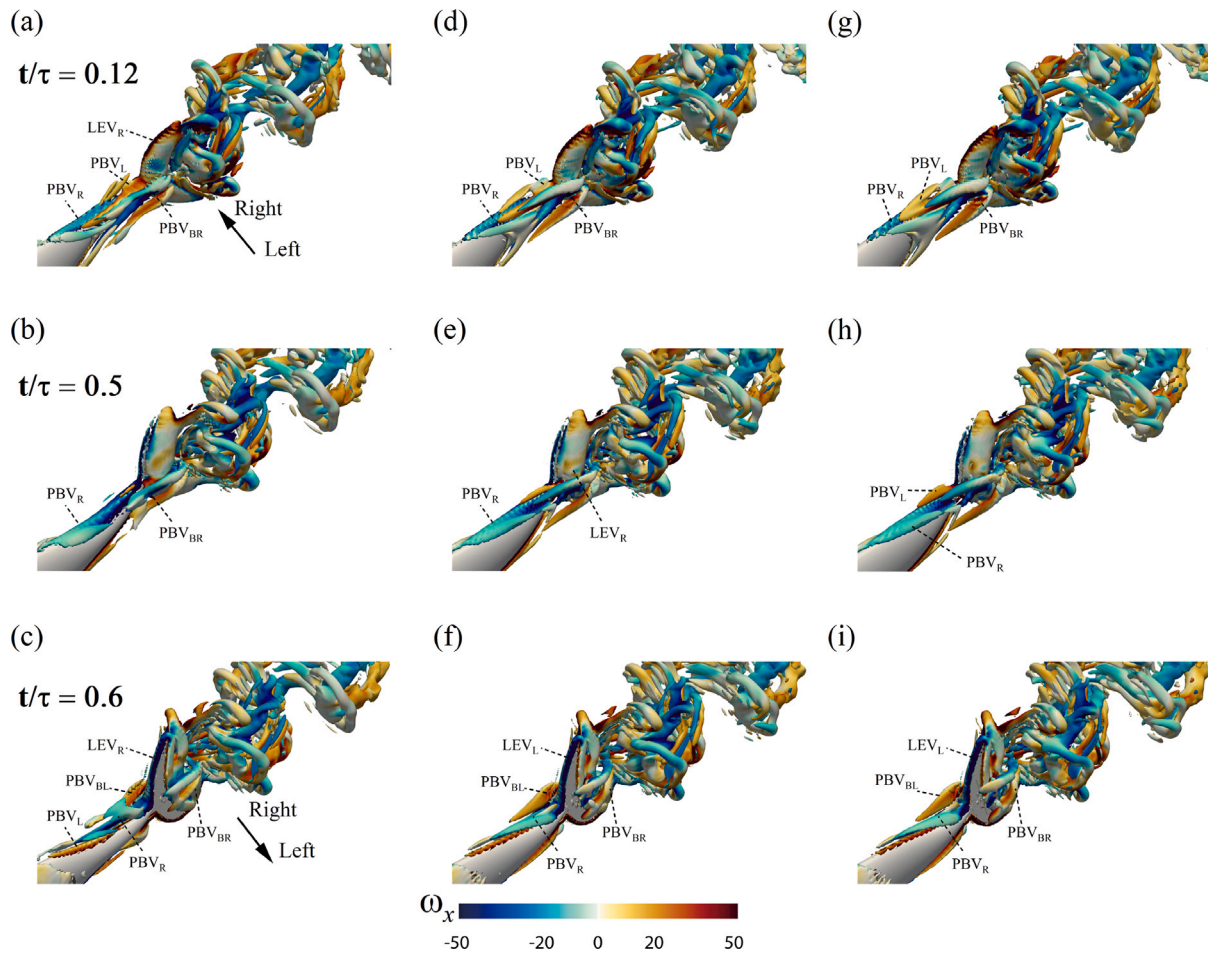 (a)
(d)
(g)
t/τ = 0.12
LEV_R
PBV_L
PBV_R
PBV_BR
Right
Left
PBV_L
PBV_R
PBV_BR
PBV_L
PBV_R
PBV_BR
(b)
(e)
(h)
t/τ = 0.5
PBV_R
PBV_BR
PBV_R
LEV_R
PBV_L
PBV_R
(c)
(f)
(i)
t/τ = 0.6
LEV_R
PBV_BL
PBV_L
PBV_R
PBV_BR
Right
Left
LEV_L
PBV_BL
PBV_BR
PBV_R
LEV_L
PBV_BL
PBV_BR
PBV_R
ω_x
-50 -20 0 20 50